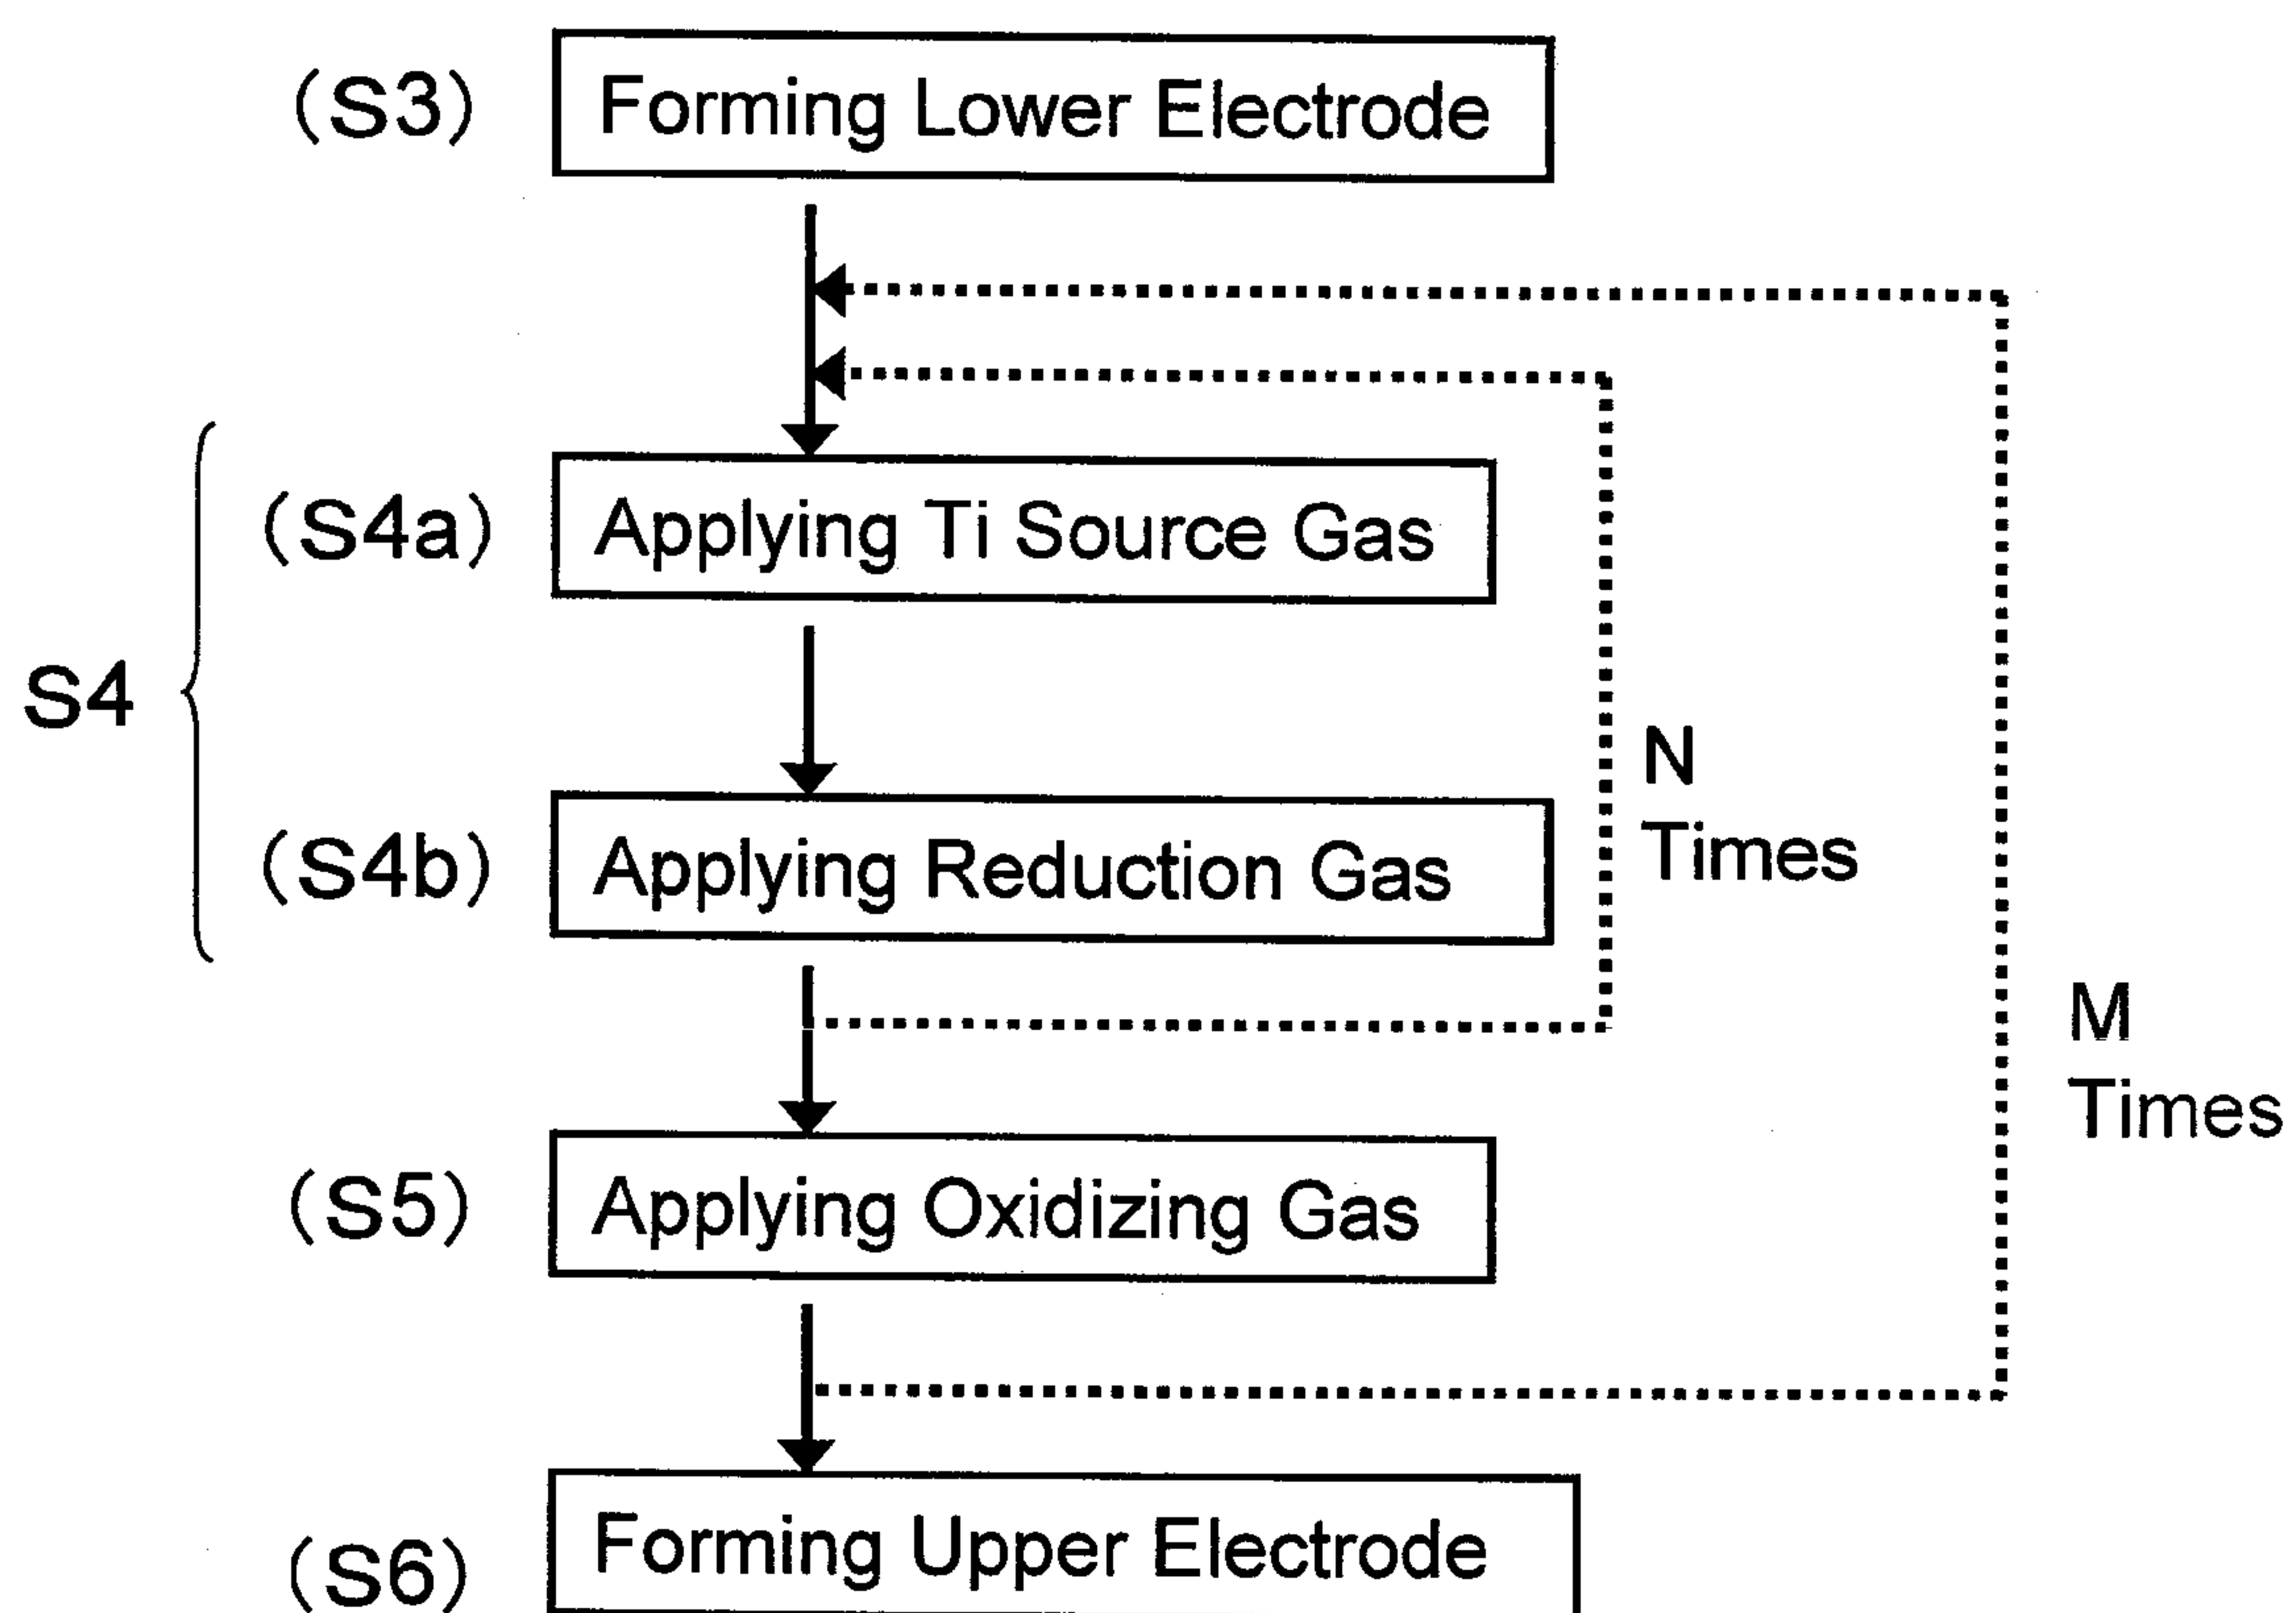 (S3) Forming Lower Electrode
(S4a) Applying Ti Source Gas
S4
N
Times
(S4b) Applying Reduction Gas
M
Times
(S5) Applying Oxidizing Gas
(S6) Forming Upper Electrode